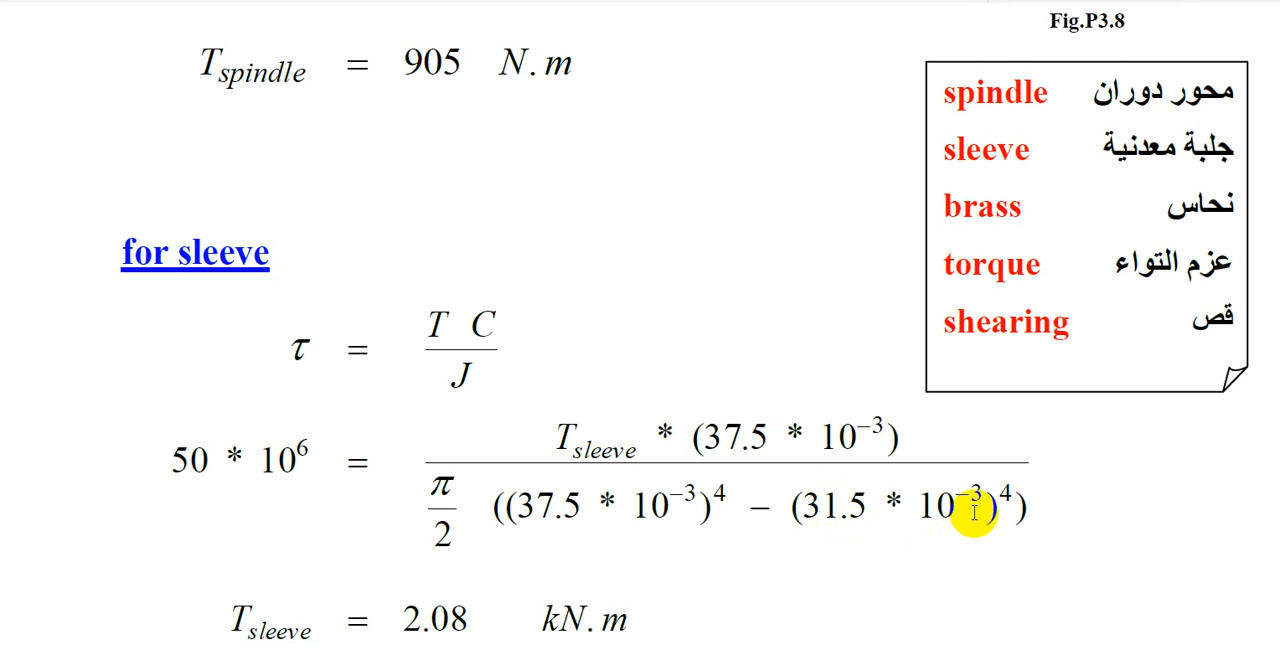 Fig.P3.8
T_spindle = 905 N.m
spindle محور دوران
sleeve جلبة معدنية
brass نحاس
torque عزم التواء
shearing قص
for sleeve
τ = T C / J
50 * 10^6 = T_sleeve * (37.5 * 10^-3) / π/2 ((37.5 * 10^-3)^4 – (31.5 * 10^-3)^4)
T_sleeve = 2.08 kN.m